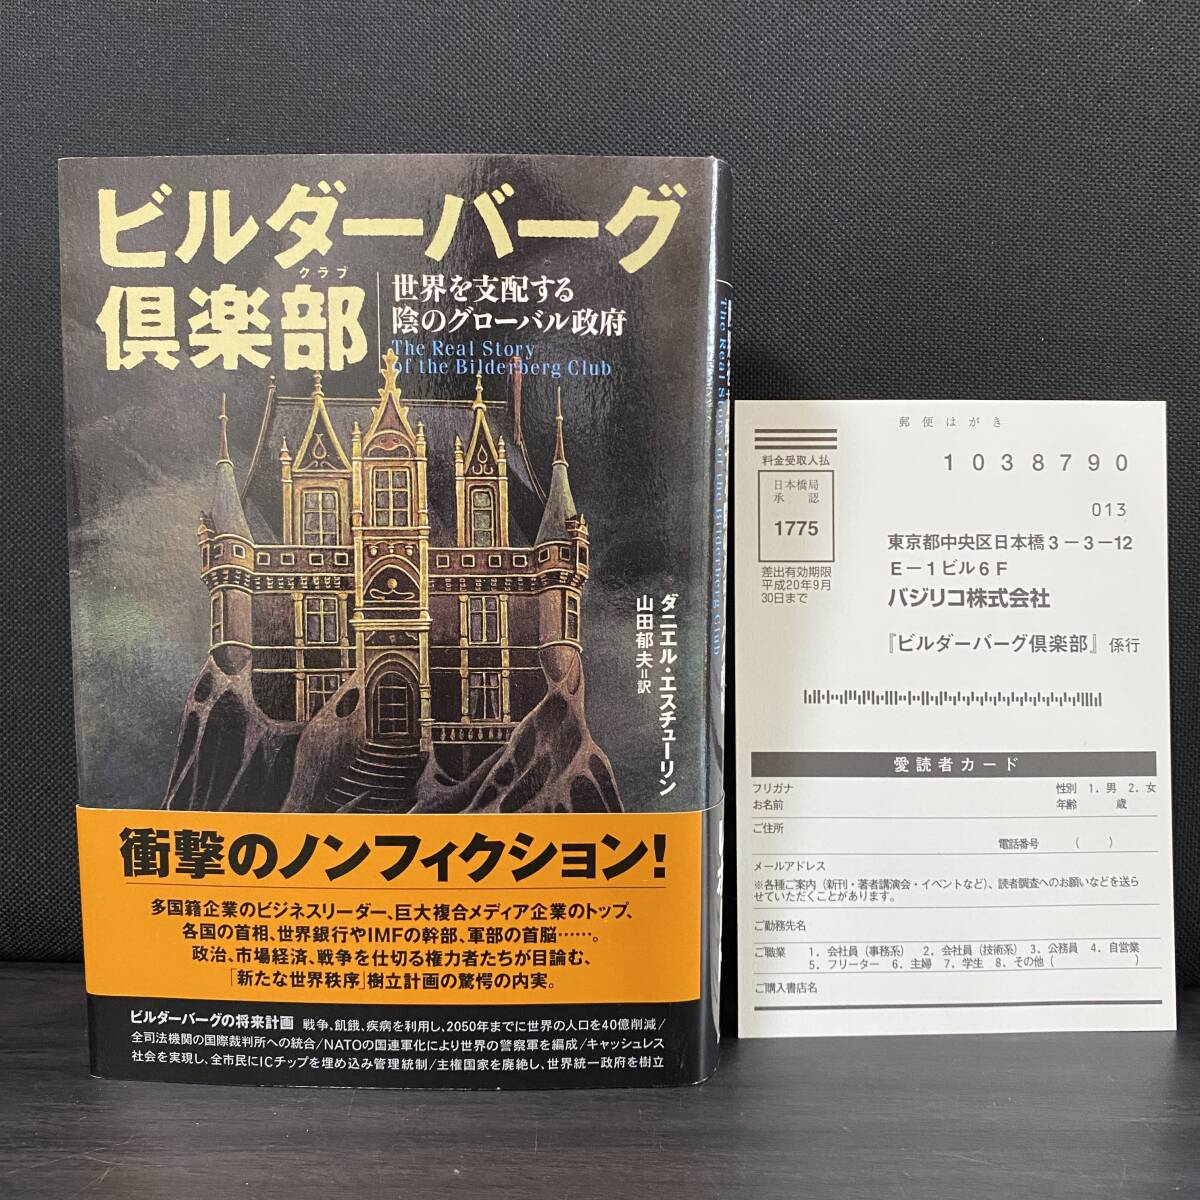 ビルダーバーグ
クラブ
倶楽部
世界を支配する
陰のグローバル政府
The Real Story
of the Bilderberg Club
ダニエル・エスチューリン
山田郁夫=訳
衝撃のノンフィクション!
多国籍企業のビジネスリーダー、巨大複合メディア企業のトップ、
各国の首相、世界銀行やIMFの幹部、軍部の首脳……。
政治、市場経済、戦争を仕切る権力者たちが目論む、
「新たな世界秩序」樹立計画の驚愕の内実。
ビルダーバーグの将来計画 戦争、飢餓、疾病を利用し、2050年までに世界の人口を40億削減/
全司法機関の国際裁判所への統合/NATOの国連軍化により世界の警察軍を編成/キャッシュレス
社会を実現し、全市民にICチップを埋め込み管理統制/主権国家を廃絶し、世界統一政府を樹立
The Real Story of the Bilderberg Club
郵便はがき
料金受取人払
日本橋局
承認
1775
差出有効期限
平成20年9月
30日まで
1038790
013
東京都中央区日本橋3-3-12
E-1ビル6F
バジリコ株式会社
『ビルダーバーグ倶楽部』係行
愛読者カード
フリガナ
お名前
性別 1. 男 2. 女
年齢 歳
ご住所
電話番号 ( )
メールアドレス
※各種ご案内(新刊・著者講演会・イベントなど)、読者調査へのお願いなどを送ら
せていただくことがあります。
ご勤務先名
ご職業 1. 会社員(事務系) 2. 会社員(技術系) 3. 公務員 4. 自営業
5. フリーター 6. 主婦 7. 学生 8. その他( )
ご購入書店名